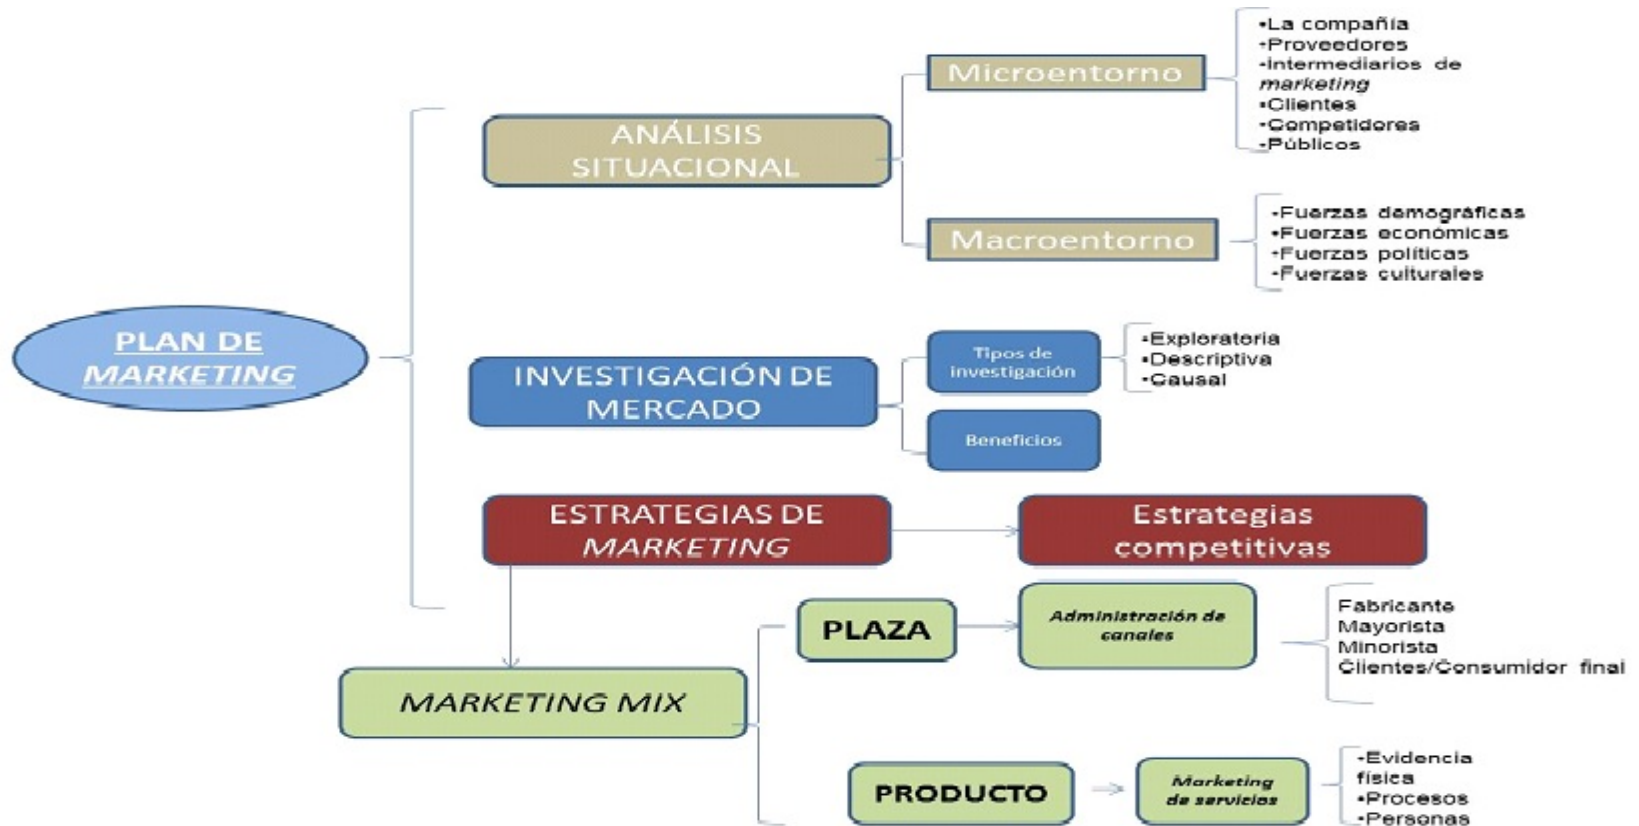 PLAN DE
MARKETING
ANÁLISIS
SITUACIONAL
Microentorno
•La compañía
•Proveedores
•Intermediarios de
marketing
•Clientes
•Competidores
•Públicos
Macroentorno
•Fuerzas demográficas
•Fuerzas económicas
•Fuerzas políticas
•Fuerzas culturales
INVESTIGACIÓN DE
MERCADO
Tipos de
investigación
•Exploratoria
•Descriptiva
•Causal
Beneficios
ESTRATEGIAS DE
MARKETING
Estrategias
competitivas
MARKETING MIX
PLAZA
Administración de
canales
Fabricante
Mayorista
Minorista
Clientes/Consumidor final
PRODUCTO
Marketing
de servicios
•Evidencia
física
•Procesos
•Personas